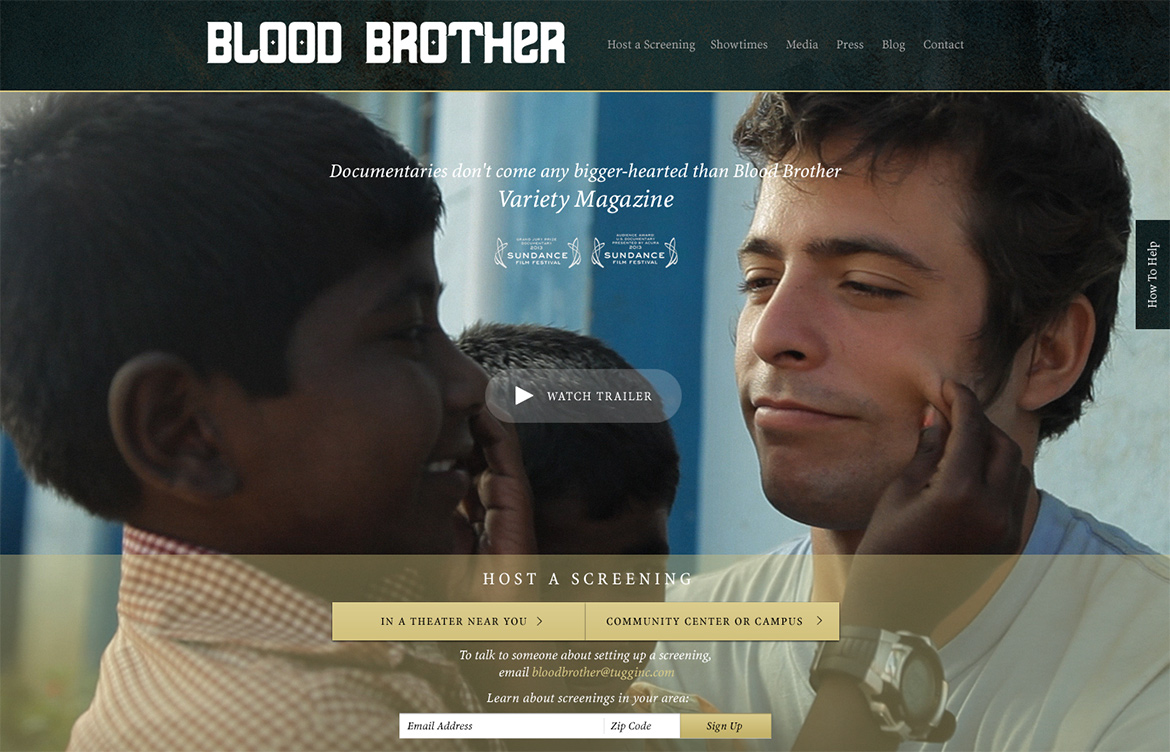 BLOOD BROTHER
Host a Screening Showtimes Media Press Blog Contact
Documentaries don't come any bigger-hearted than Blood Brother
Variety Magazine
GRAND JURY PRIZE
DOCUMENTARY
2013
SUNDANCE
FILM FESTIVAL
AUDIENCE AWARD
U.S. DOCUMENTARY
PRESENTED BY ACURA
2013
SUNDANCE
FILM FESTIVAL
How To Help
WATCH TRAILER
HOST A SCREENING
IN A THEATER NEAR YOU
COMMUNITY CENTER OR CAMPUS
To talk to someone about setting up a screening,
email bloodbrother@tugginc.com
Learn about screenings in your area:
Email Address Zip Code Sign Up